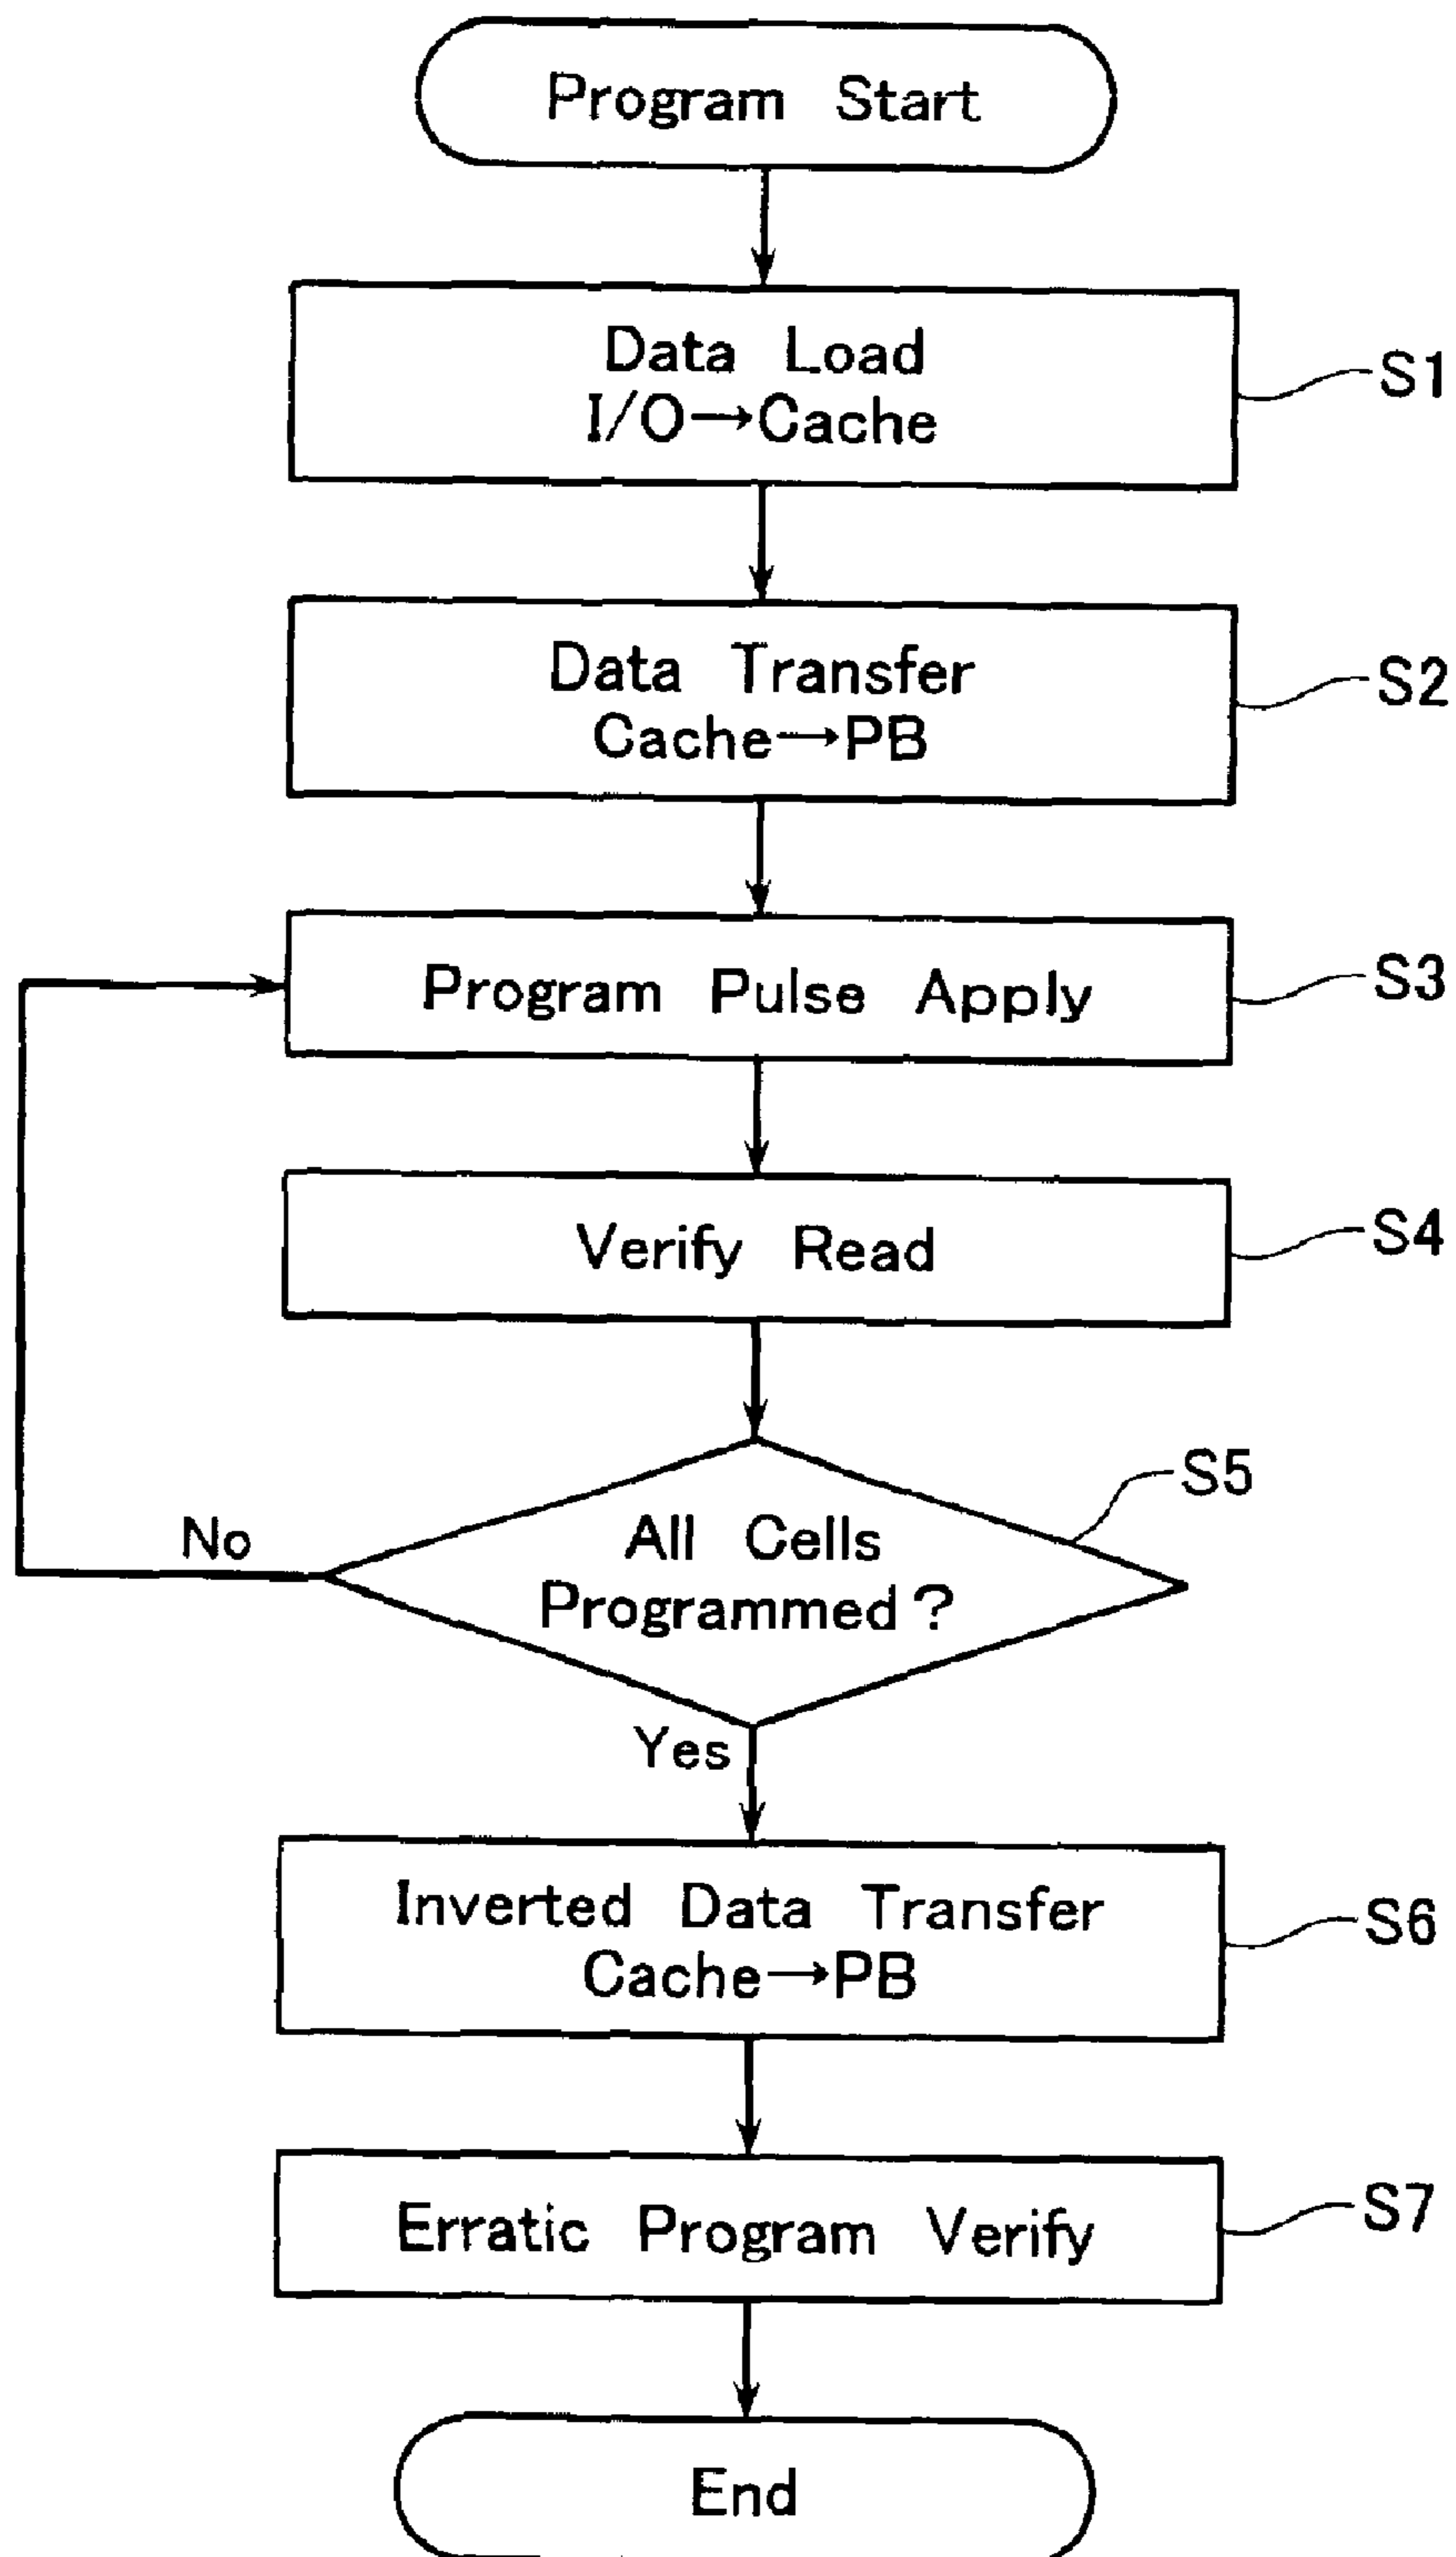 Program Start
Data Load
I/O→Cache
S1
Data Transfer
Cache→PB
S2
Program Pulse Apply
S3
Verify Read
S4
S5
All Cells
Programmed?
No
Yes
Inverted Data Transfer
Cache→PB
S6
Erratic Program Verify
S7
End